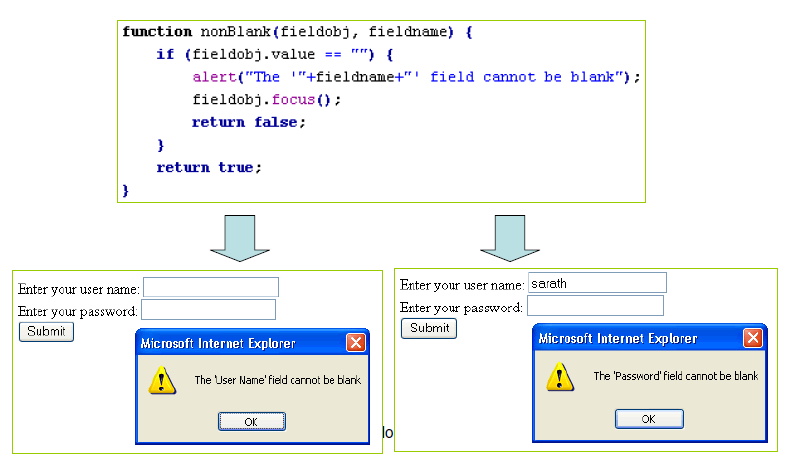 function nonBlank(fieldobj, fieldname) {
if (fieldobj.value == "") {
alert("The '"+fieldname+"' field cannot be blank");
fieldobj.focus();
return false;
}
return true;
}
Enter your user name:
Enter your password:
Submit
Microsoft Internet Explorer
The 'User Name' field cannot be blank
OK
Enter your user name: sarath
Enter your password:
Submit
Microsoft Internet Explorer
The 'Password' field cannot be blank
OK